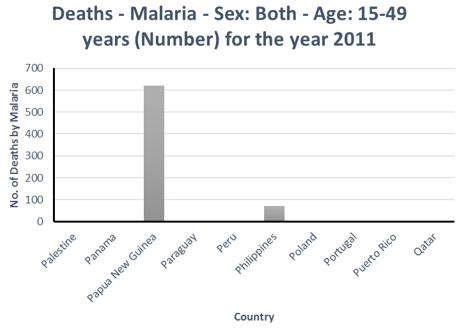 Deaths - Malaria - Sex: Both - Age: 15-49
years (Number) for the year 2011
No. of Deaths by Malaria
700
600
500
400
300
200
100
0
Palestine
Panama
Papua New Guinea
Paraguay
Peru
Philippines
Poland
Portugal
Puerto Rico
Qatar
Country